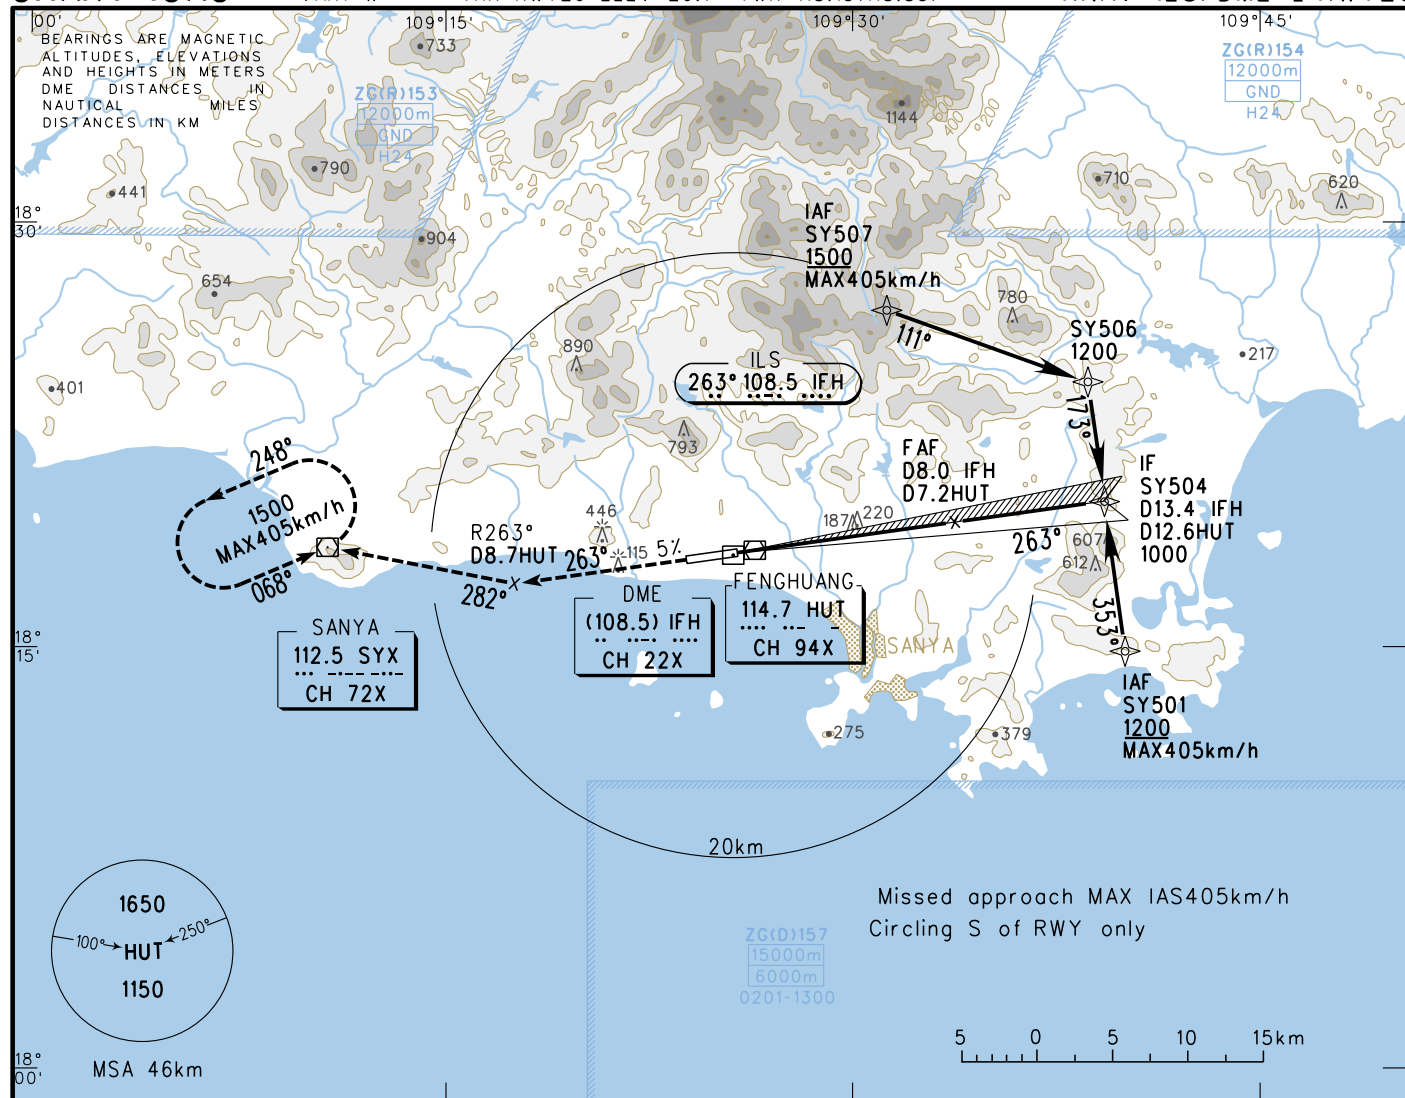 00'
109°15'
109°30'
109°45'
BEARINGS ARE MAGNETIC
ALTITUDES, ELEVATIONS
AND HEIGHTS IN METERS
DME DISTANCES IN
NAUTICAL MILES
DISTANCES IN KM
733
ZG(R)153
12000m
GND
H24
1144
400
200
ZG(R)154
12000m
GND
H24
790
441
710
620
18°
30'
904
654
IAF
SY507
1500
MAX405km/h
111°
780
SY506
1200
217
890
401
ILS
263° 108.5 IFH
173°
793
248°
1500
MAX405km/h
068°
FAF
D8.0 IFH
D7.2HUT
IF
SY504
D13.4 IFH
D12.6HUT
1000
446
187
220
R263°
D8.7HUT
263°
115
5%
263°
607
612
282°
353°
DME
(108.5) IFH
CH 22X
FENGHUANG
114.7 HUT
CH 94X
SANYA
112.5 SYX
CH 72X
18°
15'
SANYA
IAF
SY501
1200
MAX405km/h
275
379
20km
1650
100°
HUT
250°
1150
MSA 46km
Missed approach MAX IAS405km/h
Circling S of RWY only
ZG(D)157
15000m
6000m
0201-1300
5 0 5 10 15km
18°
00'